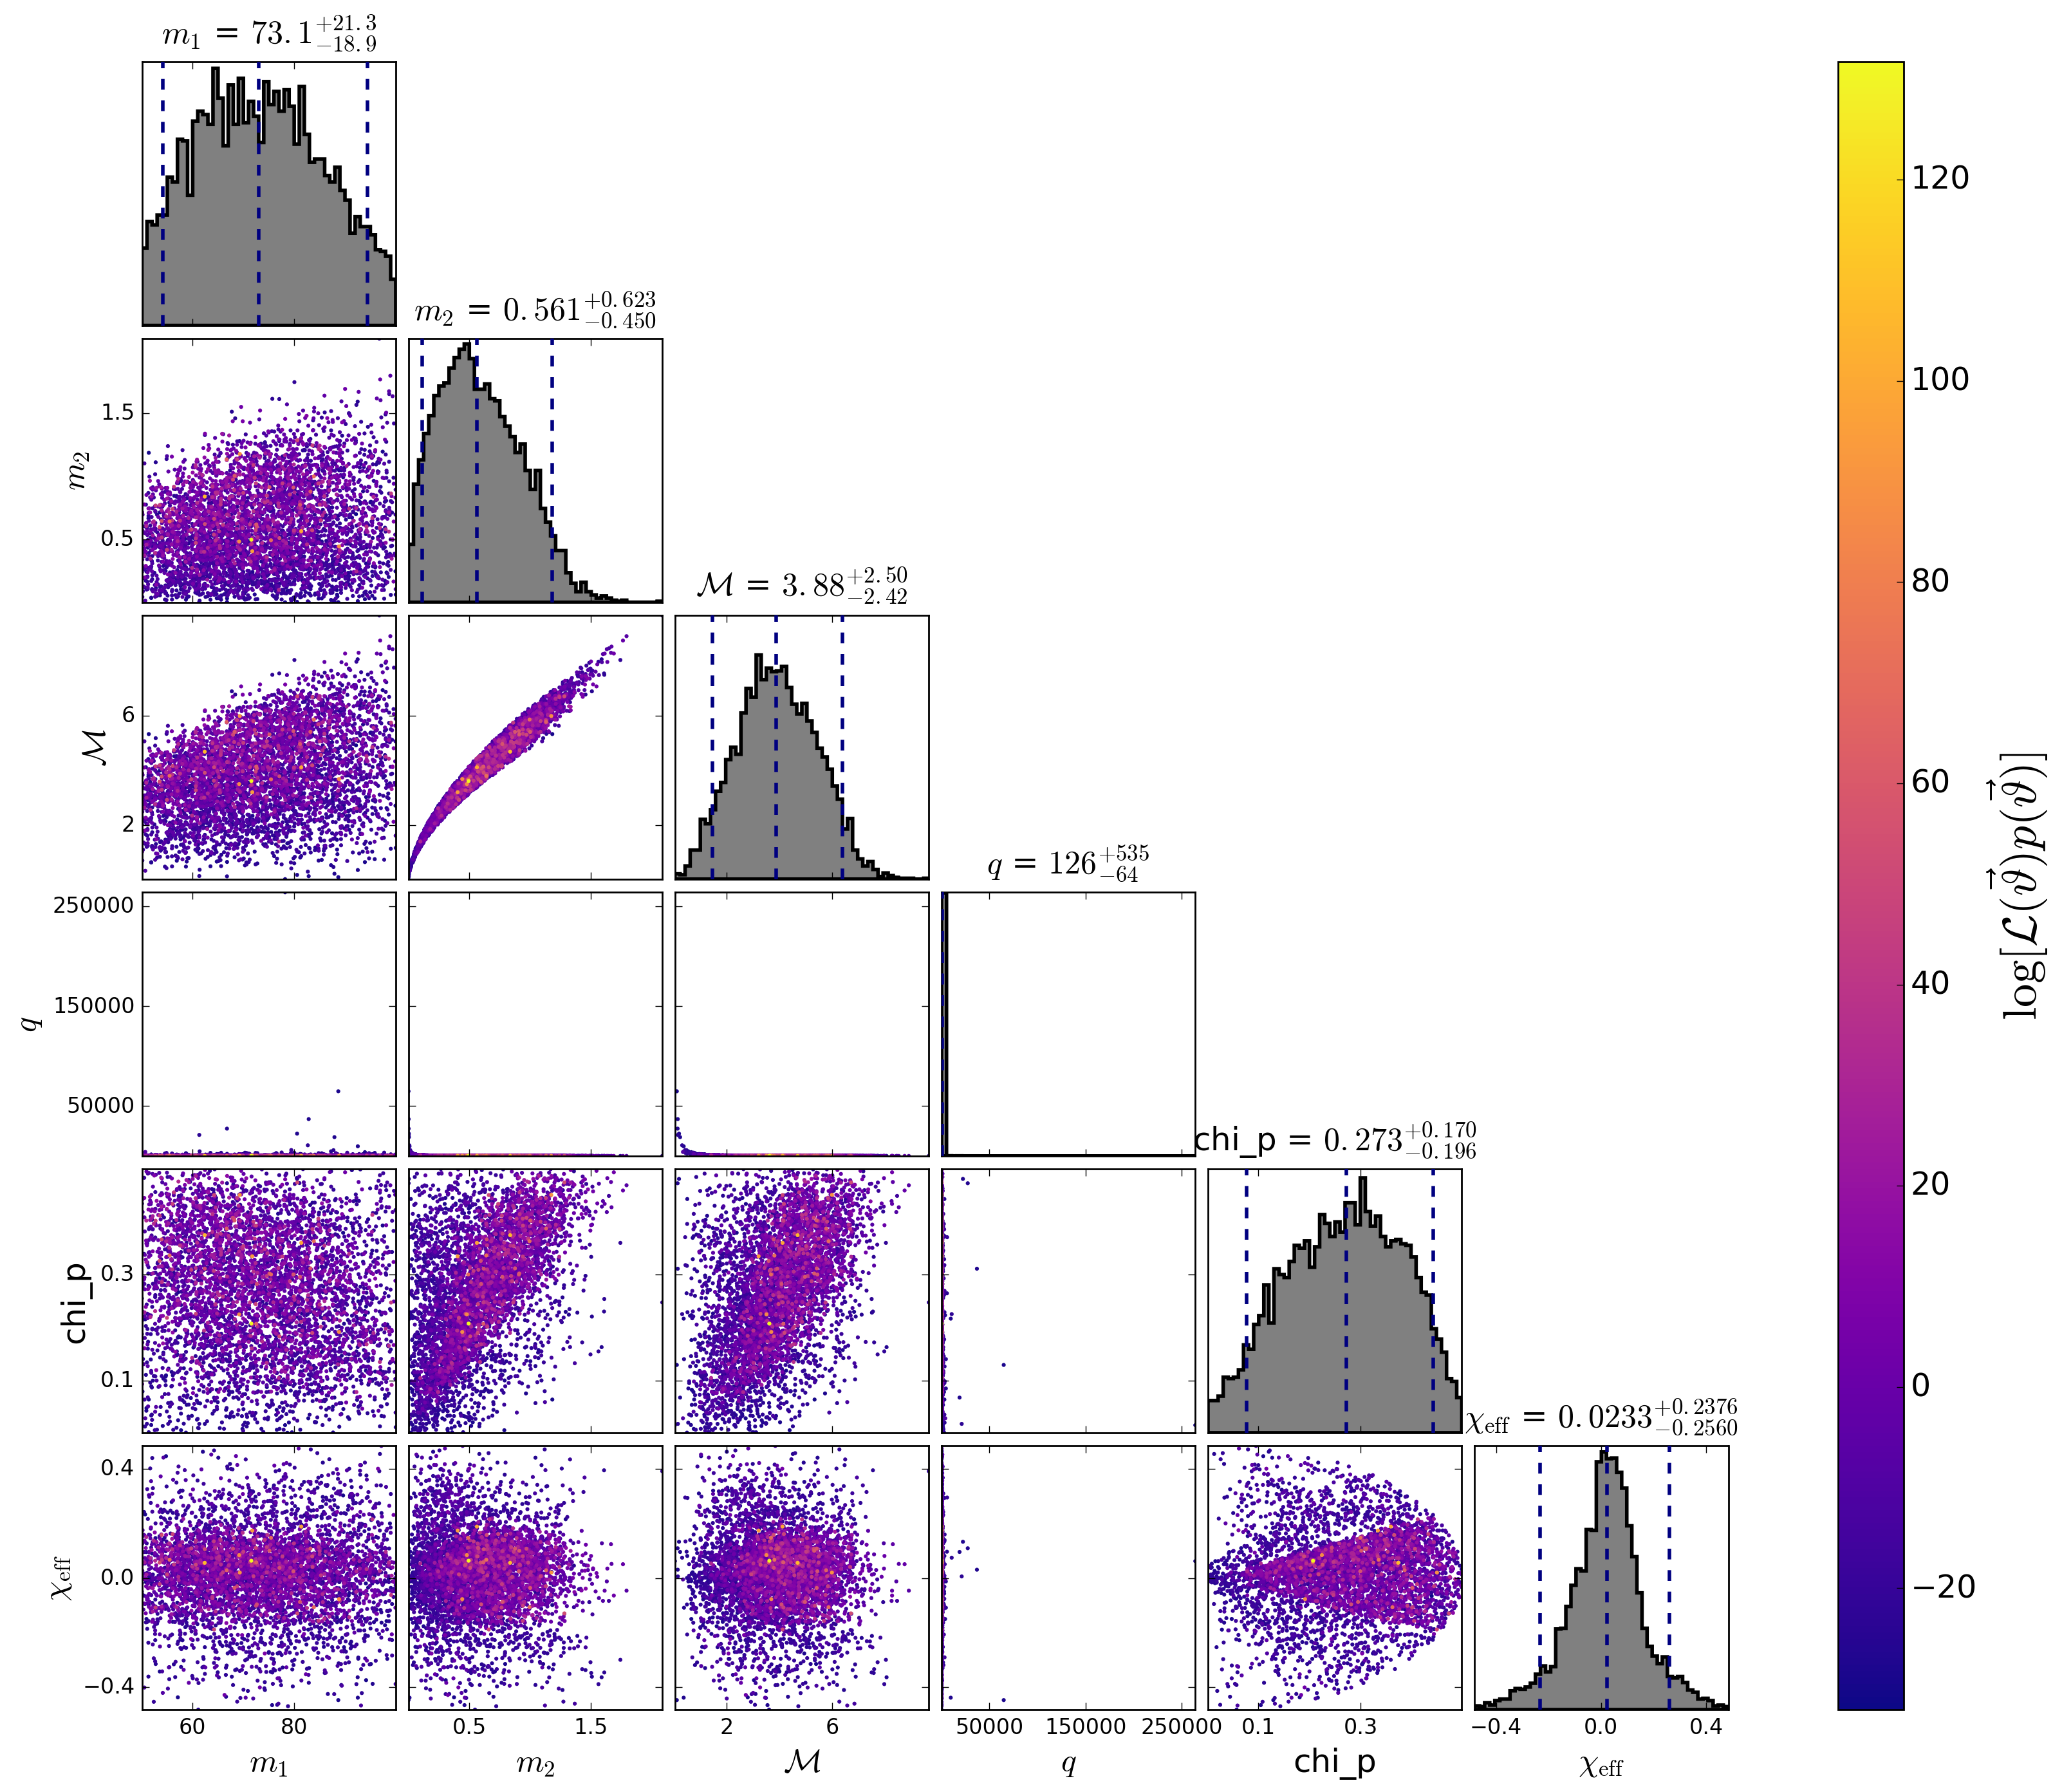 m₁ = 73.1 +21.3 −18.9
m₂ = 0.561 +0.623 −0.450
ℳ = 3.88 +2.50 −2.42
q = 126 +535 −64
chi_p = 0.273 +0.170 −0.196
χeff = 0.0233 +0.2376 −0.2560
m₂
1.5
0.5
ℳ
6
2
q
250000
150000
50000
chi_p
0.3
0.1
χeff
0.4
0.0
−0.4
60 80
0.5 1.5
2 6
50000 150000 250000
0.1 0.3
−0.4 0.0 0.4
m₁
m₂
ℳ
q
chi_p
χeff
120
100
80
60
40
20
0
−20
log[ℒ(ϑ⃗)p(ϑ⃗)]